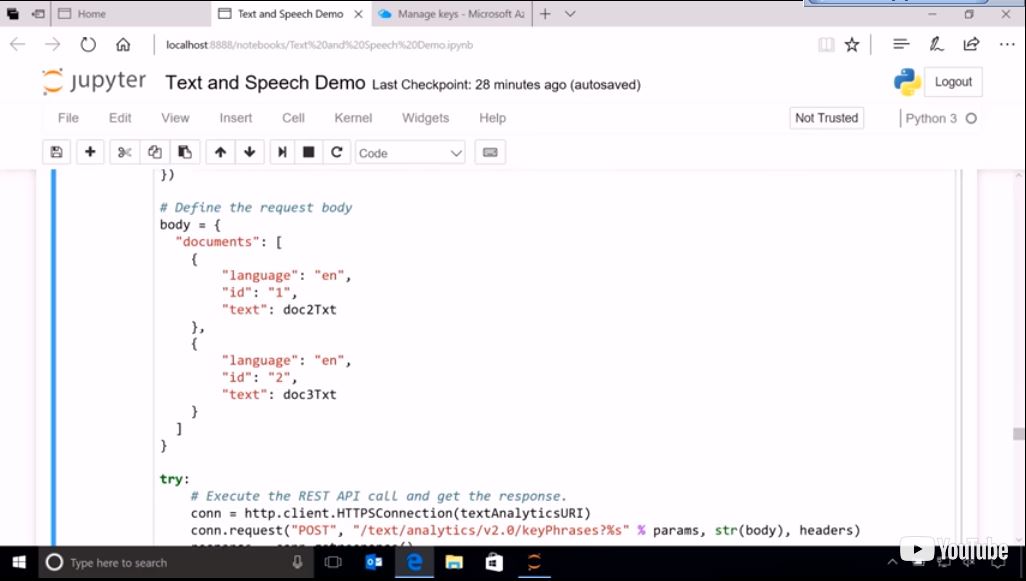 Home
Text and Speech Demo
Manage keys - Microsoft Az
localhost:8888/notebooks/Text%20and%20Speech%20Demo.ipynb
jupyter Text and Speech Demo Last Checkpoint: 28 minutes ago (autosaved)
Logout
File Edit View Insert Cell Kernel Widgets Help
Not Trusted
Python 3
Code
})
# Define the request body
body = {
"documents": [
{
"language": "en",
"id": "1",
"text": doc2Txt
},
{
"language": "en",
"id": "2",
"text": doc3Txt
}
]
}
try:
# Execute the REST API call and get the response.
conn = http.client.HTTPSConnection(textAnalyticsURI)
conn.request("POST", "/text/analytics/v2.0/keyPhrases?%s" % params, str(body), headers)
Type here to search
YouTube